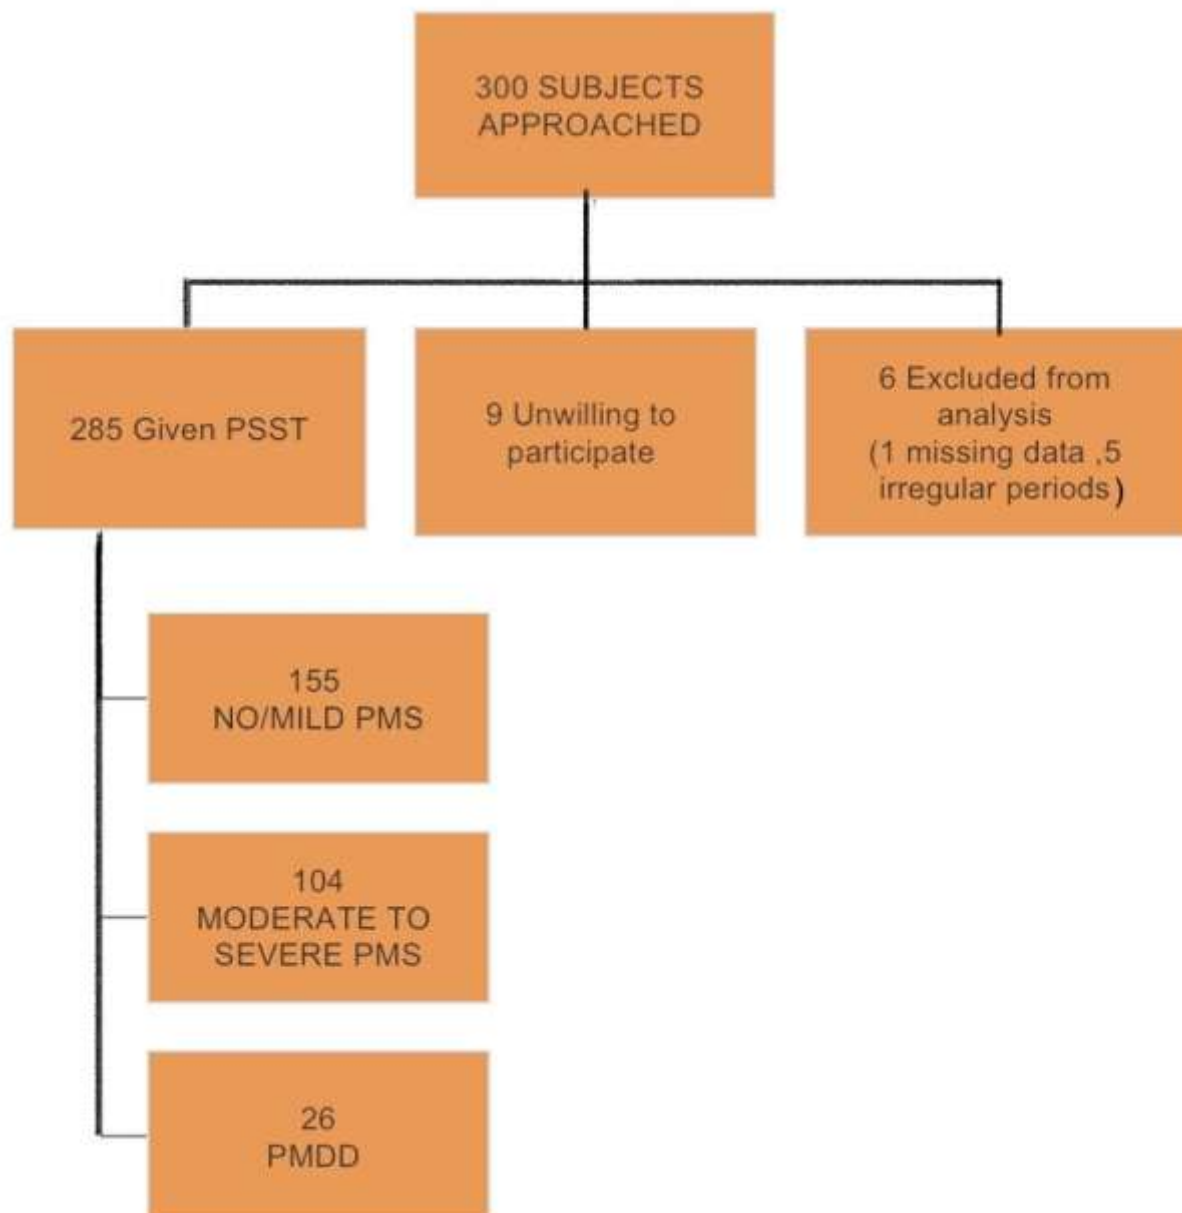 300 SUBJECTS
APPROACHED
285 Given PSST
9 Unwilling to
participate
6 Excluded from
analysis
(1 missing data ,5
irregular periods)
155
NO/MILD PMS
104
MODERATE TO
SEVERE PMS
26
PMDD